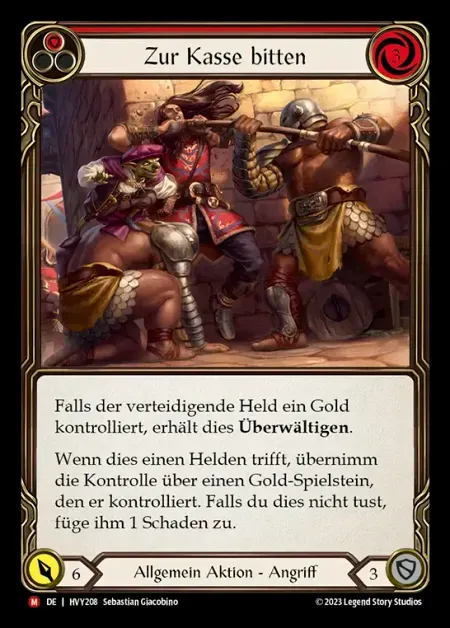 Zur Kasse bitten
3
Falls der verteidigende Held ein Gold
kontrolliert, erhält dies Überwältigen.
Wenn dies einen Helden trifft, übernimm
die Kontrolle über einen Gold-Spielstein,
den er kontrolliert. Falls du dies nicht tust,
füge ihm 1 Schaden zu.
6
Allgemein Aktion - Angriff
3
M DE | HVY208 Sebastian Giacobino
© 2023 Legend Story Studios